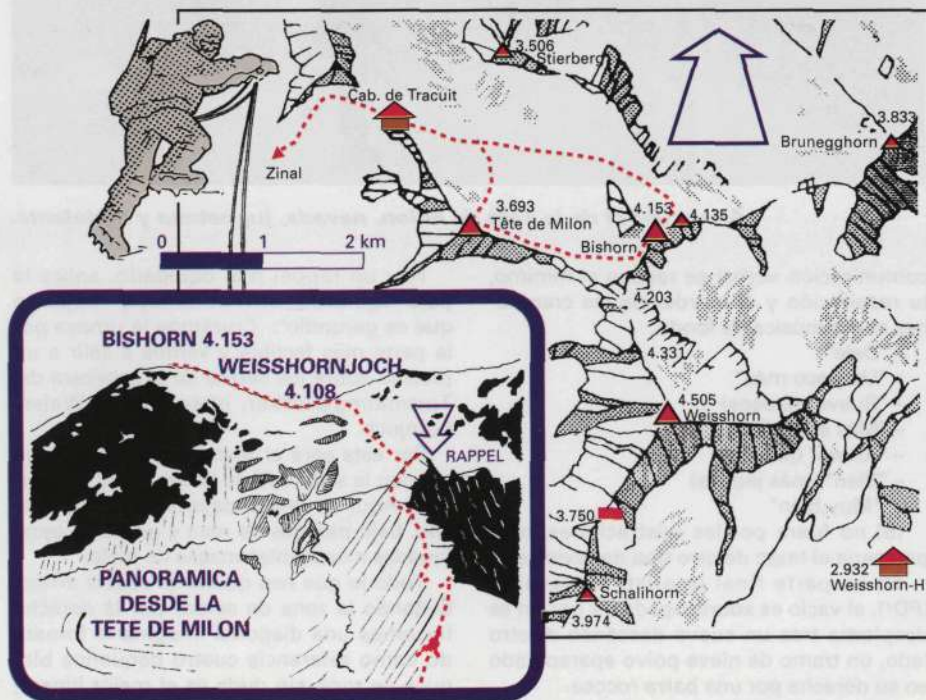 3.506
Stierberg
3.833
Brunegghorn
Cab. de Tracuit
Zinal
3.693
Tête de Milon
4.153
4.135
Bishorn
0 1 2 km
4.203
4.331
4.505
Weisshorn
3.750
Schalihorn
3.974
2.932
Weisshorn-H
BISHORN 4.153
WEISSHORNJOCH
4.108
RAPPEL
PANORAMICA
DESDE LA
TETE DE MILON